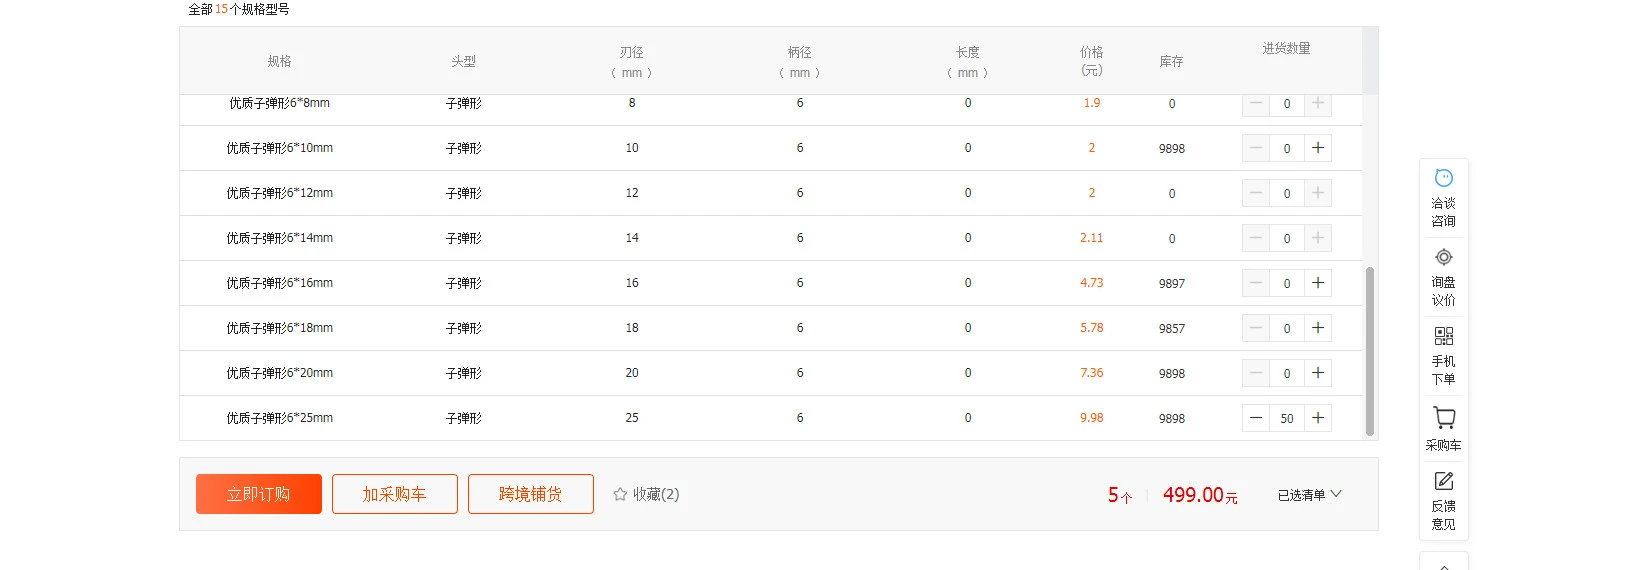 全部15个规格型号
规格 头型 刃径 柄径 长度 价格 库存 进货数量
（ mm ） （ mm ） （ mm ） (元)
优质子弹形6*8mm 子弹形 8 6 0 1.9 0 0
优质子弹形6*10mm 子弹形 10 6 0 2 9898 0
优质子弹形6*12mm 子弹形 12 6 0 2 0 0
优质子弹形6*14mm 子弹形 14 6 0 2.11 0 0
优质子弹形6*16mm 子弹形 16 6 0 4.73 9897 0
优质子弹形6*18mm 子弹形 18 6 0 5.78 9857 0
优质子弹形6*20mm 子弹形 20 6 0 7.36 9898 0
优质子弹形6*25mm 子弹形 25 6 0 9.98 9898 50
立即订购 加采购车 跨境铺货 收藏(2) 5个 499.00元 已选清单
洽谈
咨询
询盘
议价
手机
下单
采购车
反馈
意见